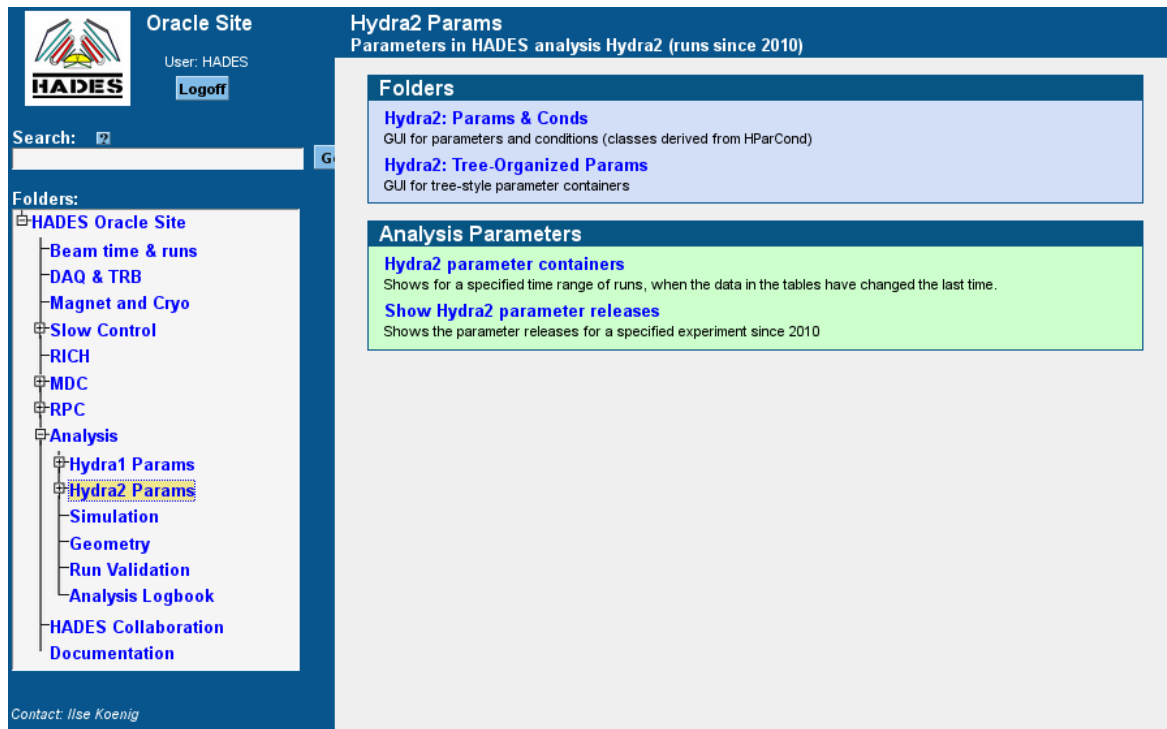 HADES
Oracle Site
User: HADES
Logoff
Search: ?
Folders:
HADES Oracle Site
Beam time & runs
DAQ & TRB
Magnet and Cryo
Slow Control
RICH
MDC
RPC
Analysis
Hydra1 Params
Hydra2 Params
Simulation
Geometry
Run Validation
Analysis Logbook
HADES Collaboration
Documentation
Contact: Ilse Koenig
Hydra2 Params
Parameters in HADES analysis Hydra2 (runs since 2010)
Folders
Hydra2: Params & Conds
GUI for parameters and conditions (classes derived from HParCond)
Hydra2: Tree-Organized Params
GUI for tree-style parameter containers
Analysis Parameters
Hydra2 parameter containers
Shows for a specified time range of runs, when the data in the tables have changed the last time.
Show Hydra2 parameter releases
Shows the parameter releases for a specified experiment since 2010